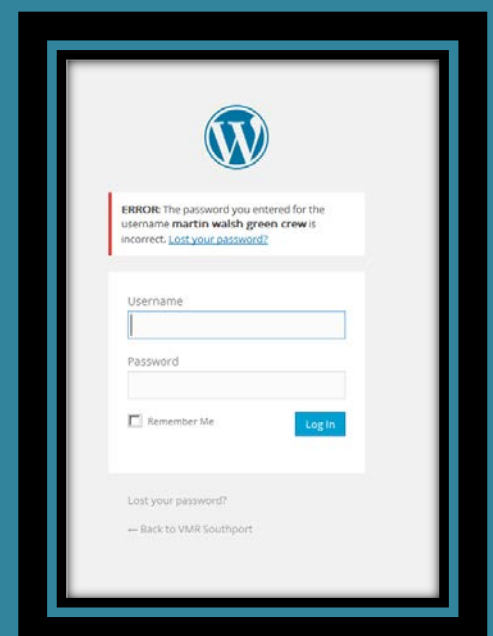 ERROR: The password you entered for the
username martin walsh green crew is
incorrect. Lost your password?
Username
Password
Remember Me
Log In
Lost your password?
← Back to VMR Southport